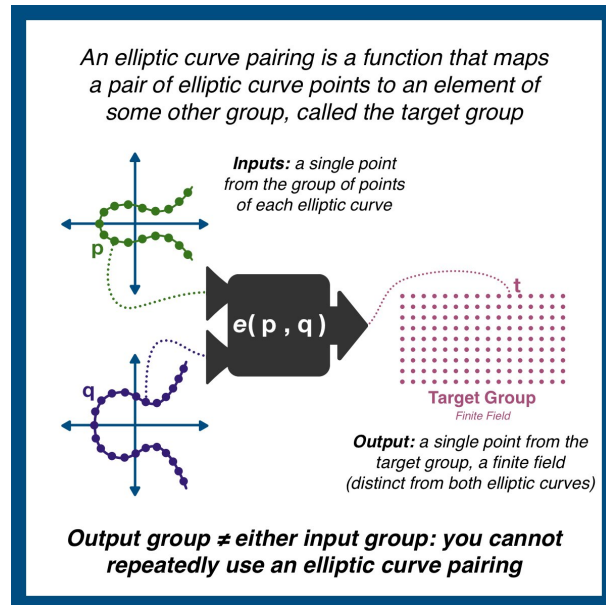 An elliptic curve pairing is a function that maps
a pair of elliptic curve points to an element of
some other group, called the target group
Inputs: a single point
from the group of points
of each elliptic curve
p
e( p , q )
t
q
Target Group
Finite Field
Output: a single point from the
target group, a finite field
(distinct from both elliptic curves)
Output group ≠ either input group: you cannot
repeatedly use an elliptic curve pairing